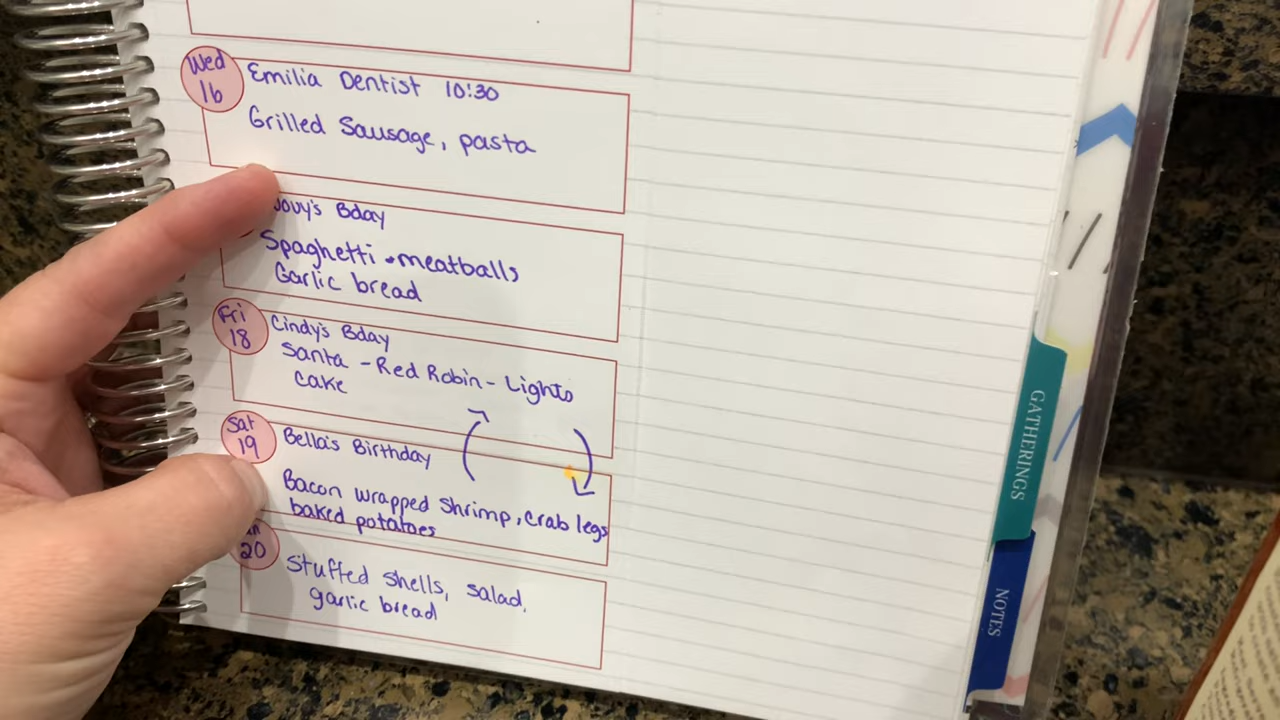 Wed
16
Emilia Dentist 10:30
Grilled Sausage, pasta
Bday
Spaghetti meatballs
Garlic bread
Fri
18
Cindy's Bday
Santa - Red Robin - Lights
cake
Sat
19
Bella's Birthday
Bacon wrapped shrimp, crab legs
baked potatoes
20
Stuffed Shells, salad,
garlic bread
GATHERINGS
NOTES